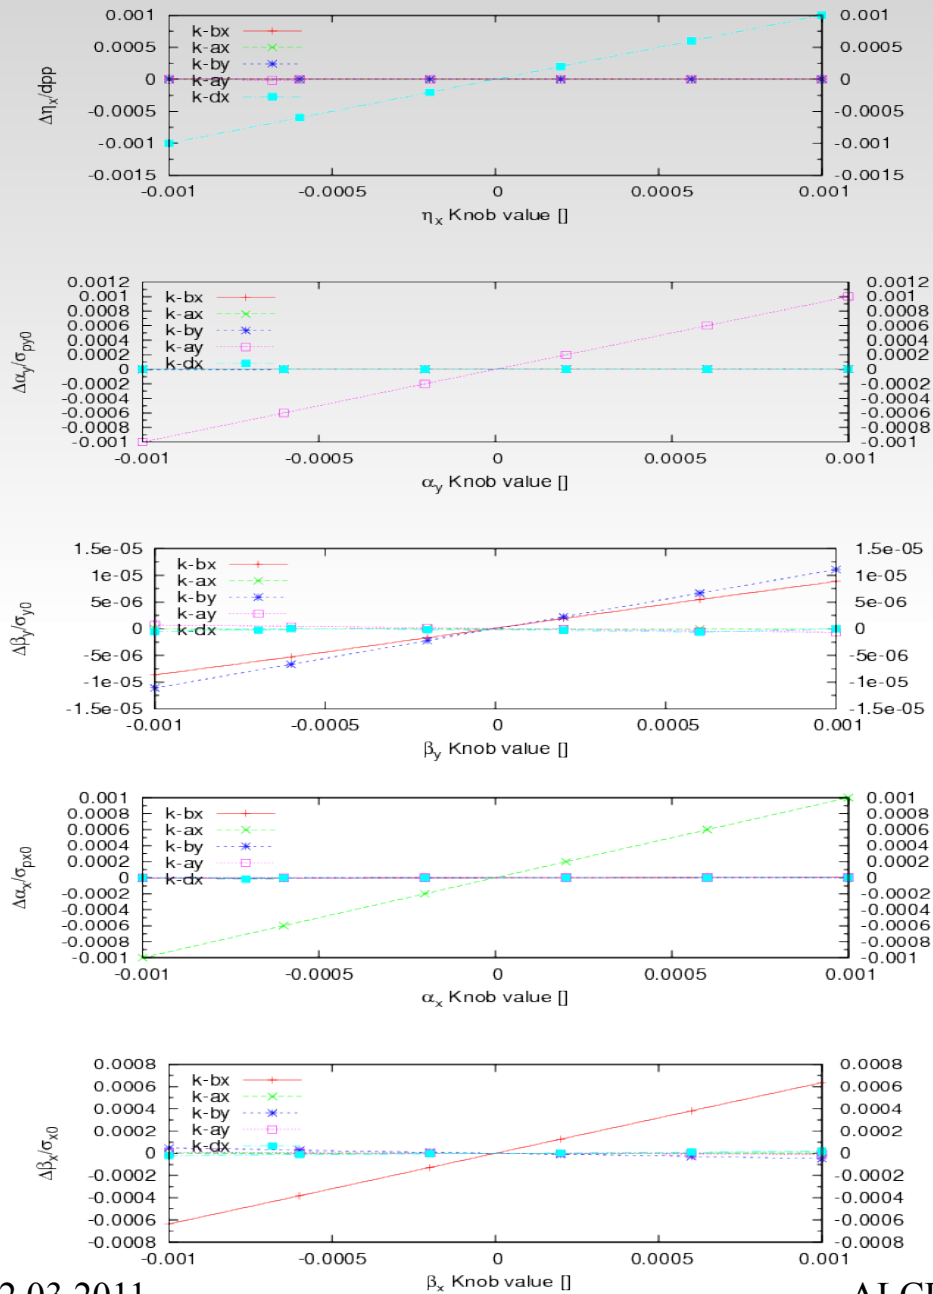 0.001 0.001
k-bx
0.0005 0.0005
k-ax
0 k-by 0
k-ay
-0.0005 k-dx -0.0005
-0.001 -0.001
-0.0015 -0.0015
Δηx/dpp
-0.001 -0.0005 0 0.0005 0.001
ηx Knob value []
0.0012 0.0012
0.001 k-bx 0.001
0.0008 k-ax 0.0008
0.0006 0.0006
0.0004 k-by 0.0004
0.0002 k-ay 0.0002
0 k-dx 0
-0.0002 -0.0002
-0.0004 -0.0004
-0.0006 -0.0006
-0.0008 -0.0008
-0.001 -0.001
Δαy/σpy0
-0.001 -0.0005 0 0.0005 0.001
αy Knob value []
1.5e-05 1.5e-05
k-bx
1e-05 k-ax 1e-05
5e-06 k-by 5e-06
k-ay
0 k-dx 0
-5e-06 -5e-06
-1e-05 -1e-05
-1.5e-05 -1.5e-05
Δβy/σy0
-0.001 -0.0005 0 0.0005 0.001
βy Knob value []
0.001 0.001
0.0008 k-bx 0.0008
0.0006 k-ax 0.0006
0.0004 k-by 0.0004
0.0002 k-ay 0.0002
0 k-dx 0
-0.0002 -0.0002
-0.0004 -0.0004
-0.0006 -0.0006
-0.0008 -0.0008
-0.001 -0.001
Δαx/σpx0
-0.001 -0.0005 0 0.0005 0.001
αx Knob value []
0.0008 0.0008
0.0006 k-bx 0.0006
k-ax
0.0004 k-by 0.0004
0.0002 k-ay 0.0002
k-dx
0 0
-0.0002 -0.0002
-0.0004 -0.0004
-0.0006 -0.0006
-0.0008 -0.0008
Δβx/σx0
-0.001 -0.0005 0 0.0005 0.001
βx Knob value []
2.03.2011